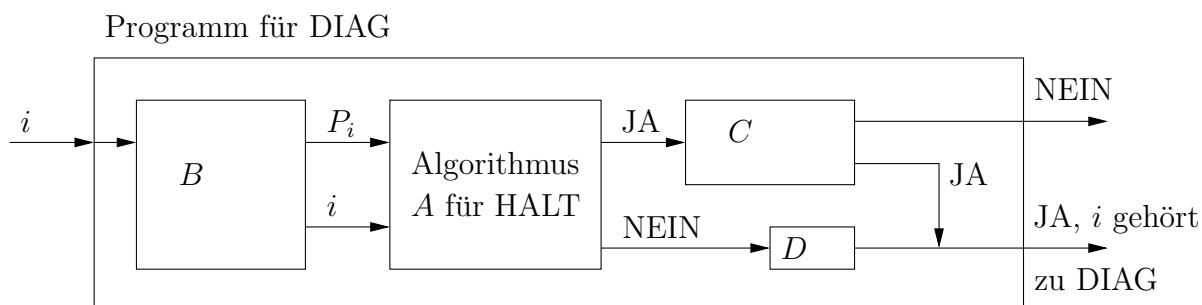 Programm für DIAG
i
B
P_i
i
Algorithmus
A für HALT
JA
NEIN
C
D
JA
NEIN
JA, i gehört
zu DIAG